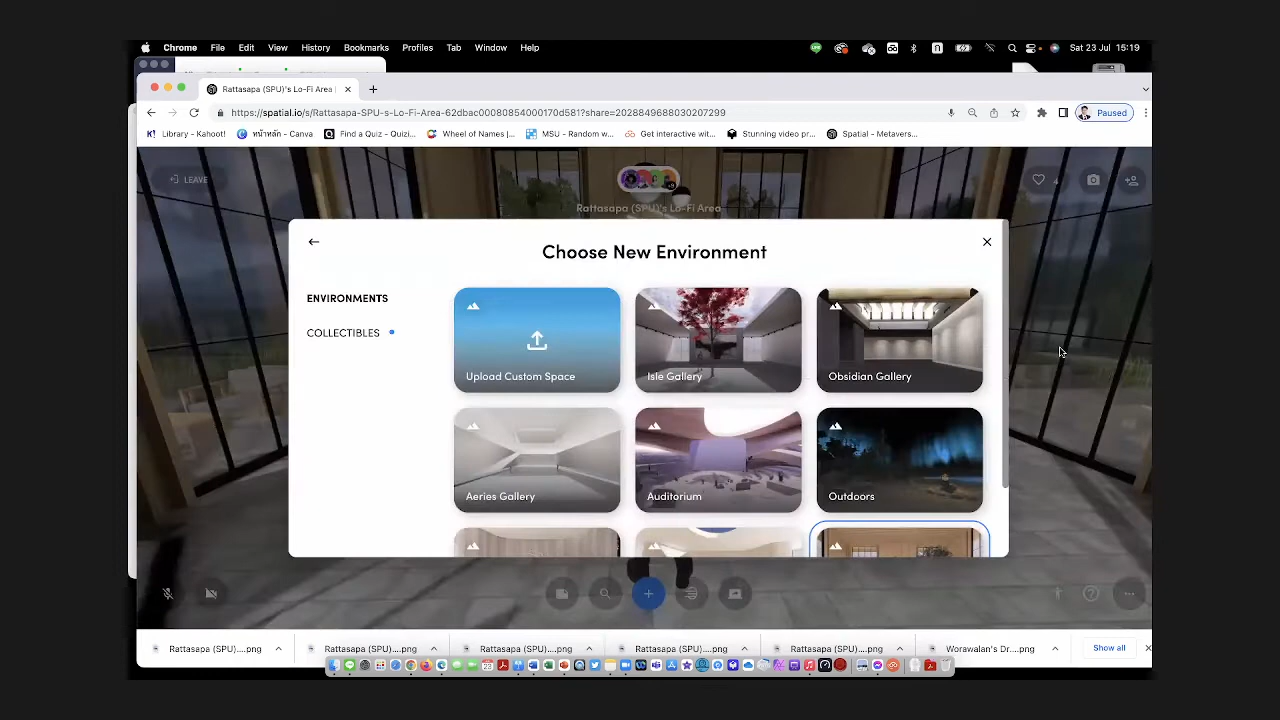 Chrome File Edit View History Bookmarks Profiles Tab Window Help Sat 23 Jul 15:19
Rattasapa (SPU)'s Lo-Fi Area
https://spatial.io/s/Rattasapa-SPU-s-Lo-Fi-Area-62dbac00080854000170d581?share=2028849688030207299 Paused
K! Library - Kahoot! หน้าหลัก - Canva Find a Quiz - Quizi... Wheel of Names |... MSU - Random w... Get interactive wit... Stunning video pr... Spatial - Metavers...
LEAVE 4
Rattasapa (SPU)'s Lo-Fi Area
Choose New Environment
ENVIRONMENTS
COLLECTIBLES
Upload Custom Space Isle Gallery Obsidian Gallery
Aeries Gallery Auditorium Outdoors
Rattasapa (SPU)....png Rattasapa (SPU)....png Rattasapa (SPU)....png Rattasapa (SPU)....png Rattasapa (SPU)....png Worawalan's Dr....png Show all